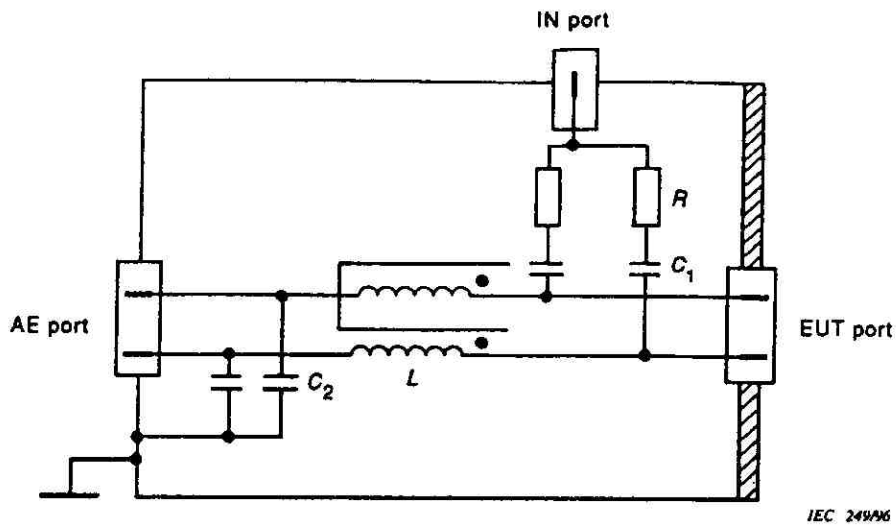 IN port
R
C1
AE port
EUT port
C2
L
IEC 249/96